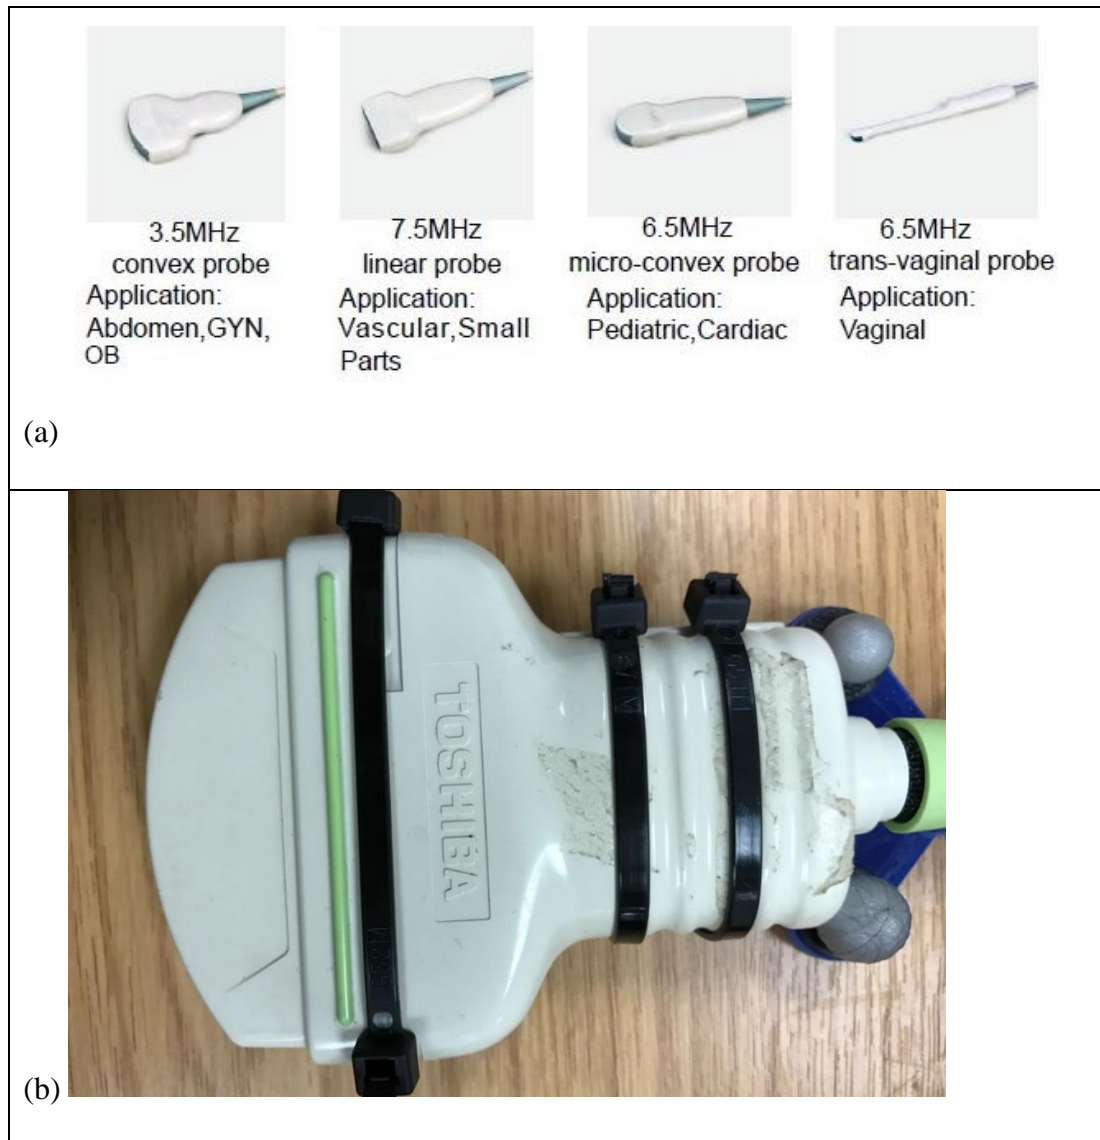 3.5MHz
convex probe
Application:
Abdomen,GYN,
OB
7.5MHz
linear probe
Application:
Vascular,Small
Parts
6.5MHz
micro-convex probe
Application:
Pediatric,Cardiac
6.5MHz
trans-vaginal probe
Application:
Vaginal
(a)
TOSHIBA
(b)